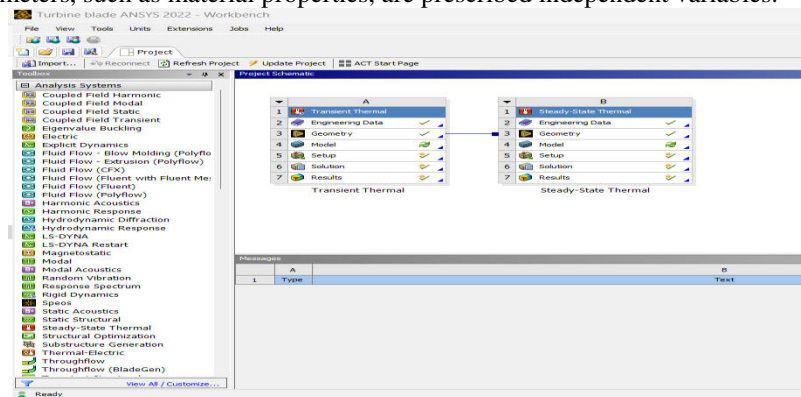 meters, such as material properties, are prescribed independent variables.
Turbine blade ANSYS 2022 - Workbench
File View Tools Units Extensions Jobs Help
Project
Import... Reconnect Refresh Project Update Project ACT Start Page
Toolbox
Project Schematic
Analysis Systems
Coupled Field Harmonic
Coupled Field Modal
Coupled Field Static
Coupled Field Transient
Eigenvalue Buckling
Electric
Explicit Dynamics
Fluid Flow - Blow Molding (Polyflo
Fluid Flow - Extrusion (Polyflow)
Fluid Flow (CFX)
Fluid Flow (Fluent with Fluent Me
Fluid Flow (Fluent)
Fluid Flow (Polyflow)
Harmonic Acoustics
Harmonic Response
Hydrodynamic Diffraction
Hydrodynamic Response
LS-DYNA
LS-DYNA Restart
Magnetostatic
Modal
Modal Acoustics
Random Vibration
Response Spectrum
Rigid Dynamics
Speos
Static Acoustics
Static Structural
Steady-State Thermal
Structural Optimization
Substructure Generation
Thermal-Electric
Throughflow
Throughflow (BladeGen)
View All / Customize...
Ready
A
1 Transient Thermal
2 Engineering Data
3 Geometry
4 Model
5 Setup
6 Solution
7 Results
Transient Thermal
B
1 Steady-State Thermal
2 Engineering Data
3 Geometry
4 Model
5 Setup
6 Solution
7 Results
Steady-State Thermal
Messages
A B
1 Type Text